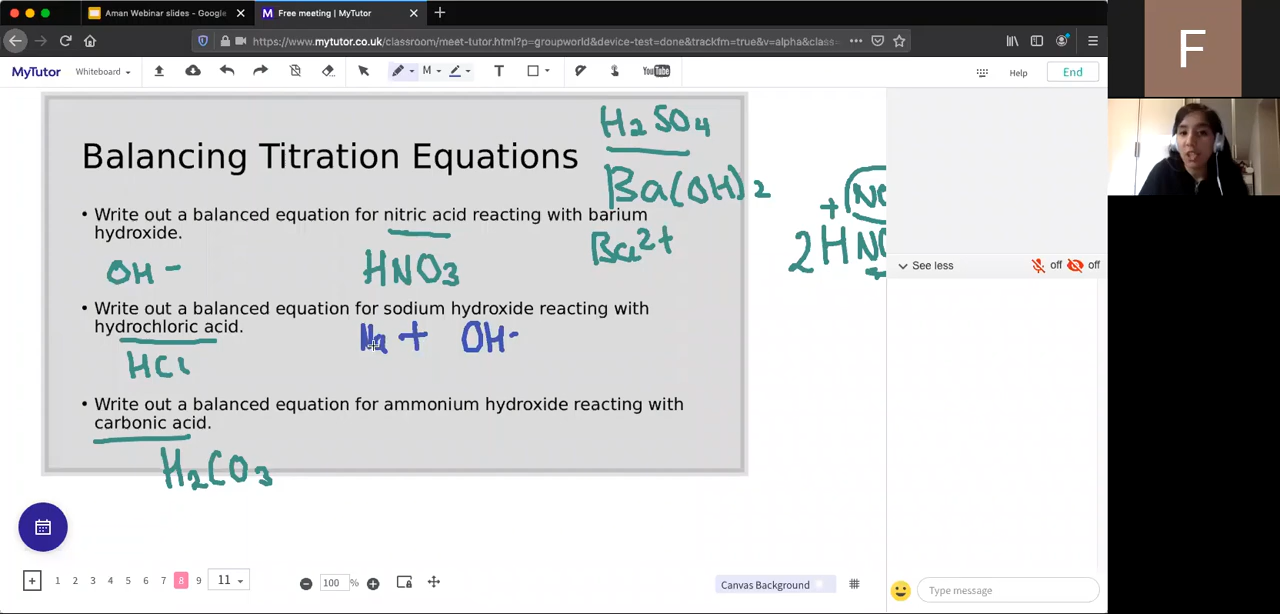 Aman Webinar slides - Google
Free meeting | MyTutor
https://www.mytutor.co.uk/classroom/meet-tutor.html?p=groupworld&device-test=done&trackfm=true&v=alpha&class=
MyTutor
Whiteboard
M
T
YouTube
Help
End
F
H2SO4
Balancing Titration Equations
Ba(OH)2
• Write out a balanced equation for nitric acid reacting with barium
hydroxide.
Ba2+
+
2HNO
OH-
HNO3
• Write out a balanced equation for sodium hydroxide reacting with
hydrochloric acid.
Na + OH-
HCl
• Write out a balanced equation for ammonium hydroxide reacting with
carbonic acid.
H2CO3
See less
off
off
+ 1 2 3 4 5 6 7 8 9 11
100 %
Canvas Background
Type message